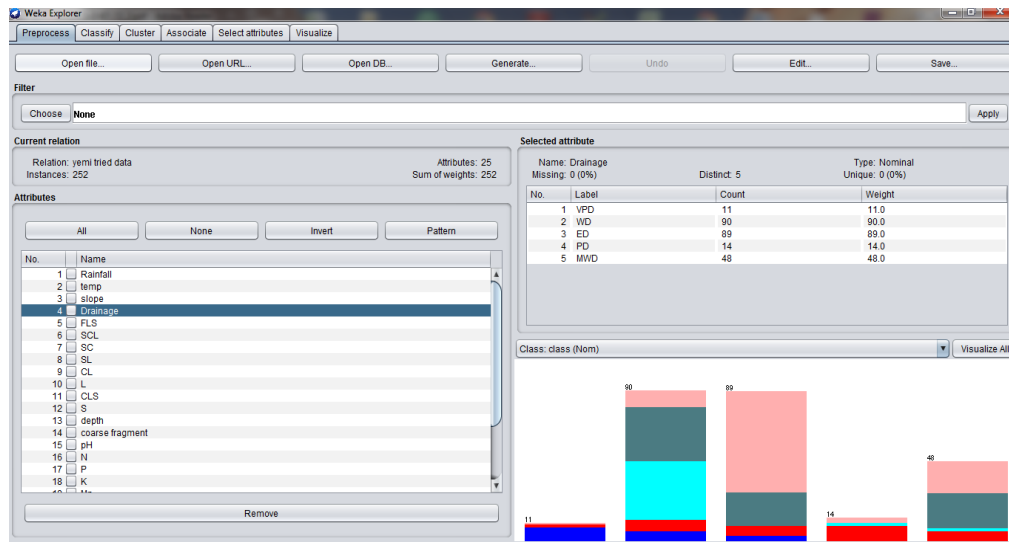 Weka Explorer
Preprocess Classify Cluster Associate Select attributes Visualize
Open file... Open URL... Open DB... Generate... Undo Edit... Save...
Filter
Choose None Apply
Current relation
Relation: yemi tried data Attributes: 25
Instances: 252 Sum of weights: 252
Attributes
All None Invert Pattern
No. Name
1 Rainfall
2 temp
3 slope
4 Drainage
5 FLS
6 SCL
7 SC
8 SL
9 CL
10 L
11 CLS
12 S
13 depth
14 coarse fragment
15 pH
16 N
17 P
18 K
Remove
Selected attribute
Name: Drainage Type: Nominal
Missing: 0 (0%) Distinct: 5 Unique: 0 (0%)
No. Label Count Weight
1 VPD 11 11.0
2 WD 90 90.0
3 ED 89 89.0
4 PD 14 14.0
5 MWD 48 48.0
Class: class (Nom) Visualize All
11 90 89 14 48